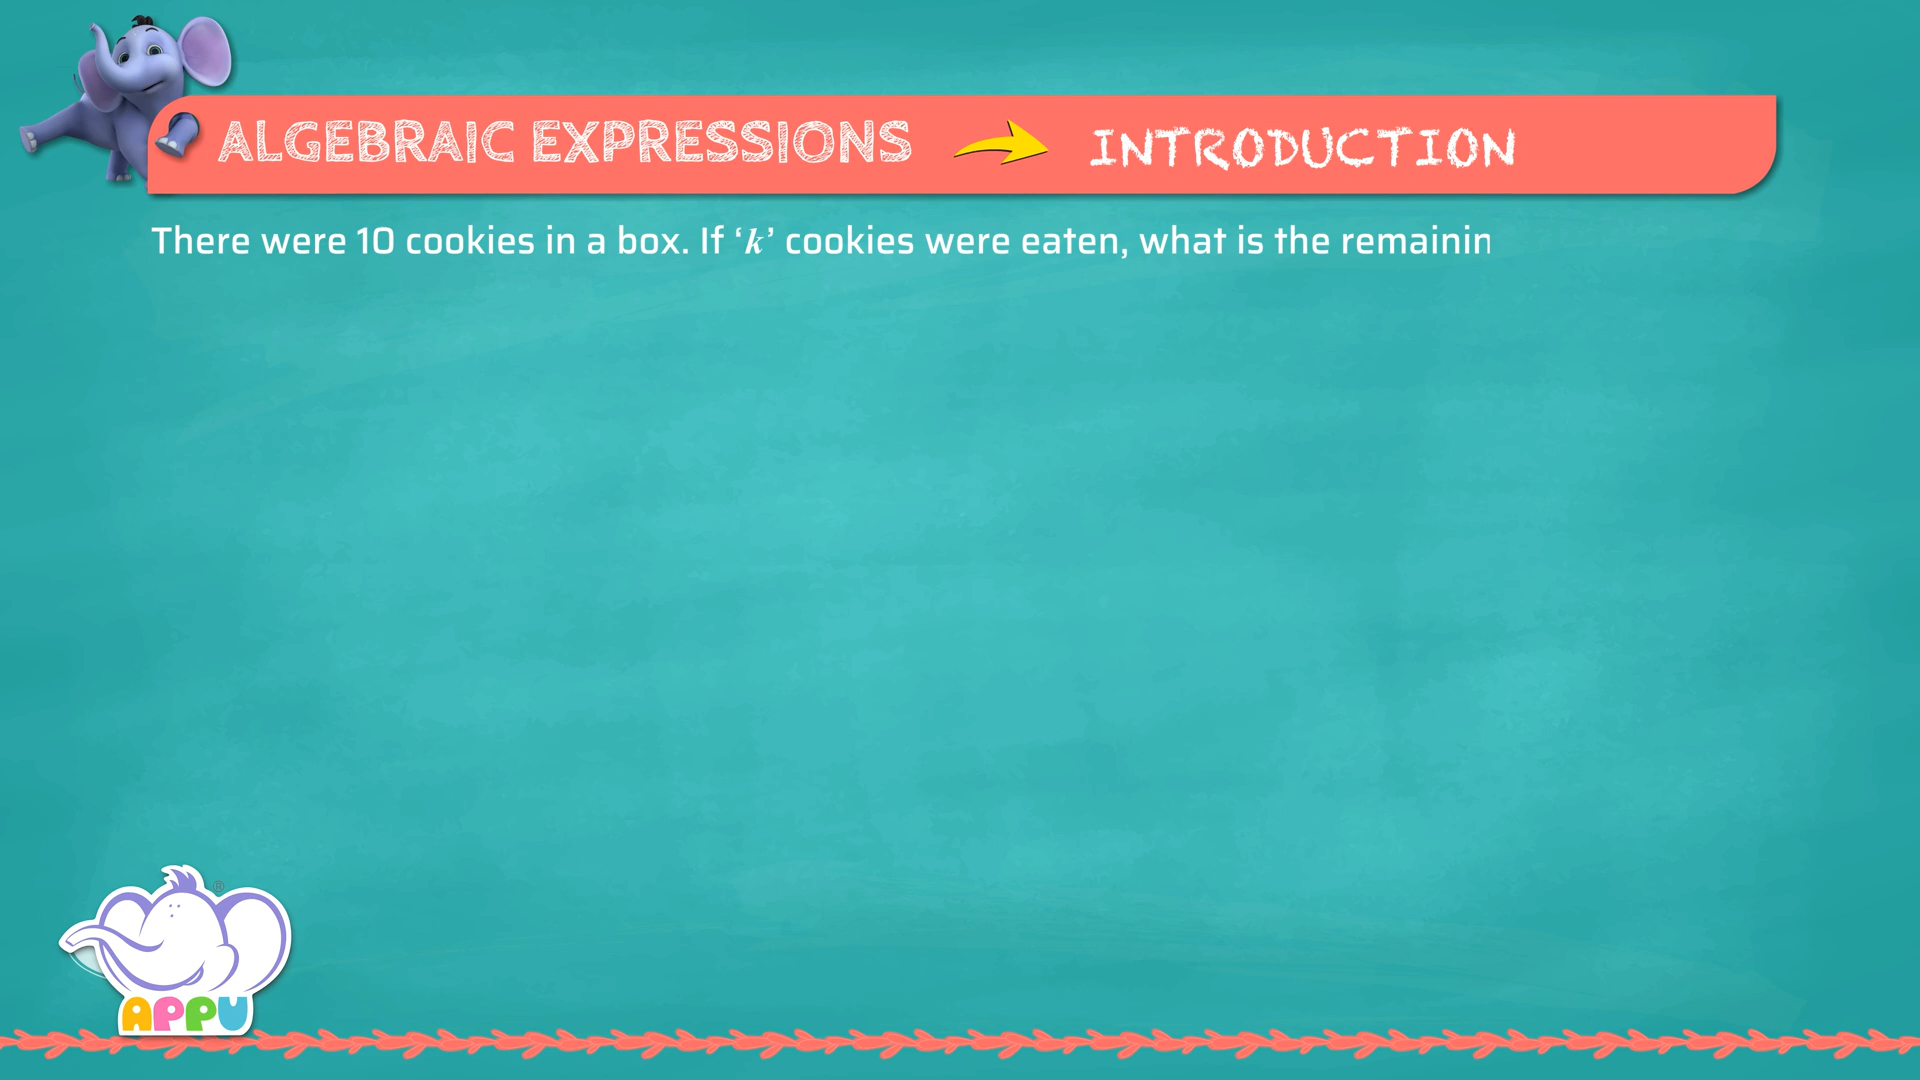 ALGEBRAIC EXPRESSIONS INTRODUCTION
There were 10 cookies in a box. If ‘k’ cookies were eaten, what is the remainin
®
APPU